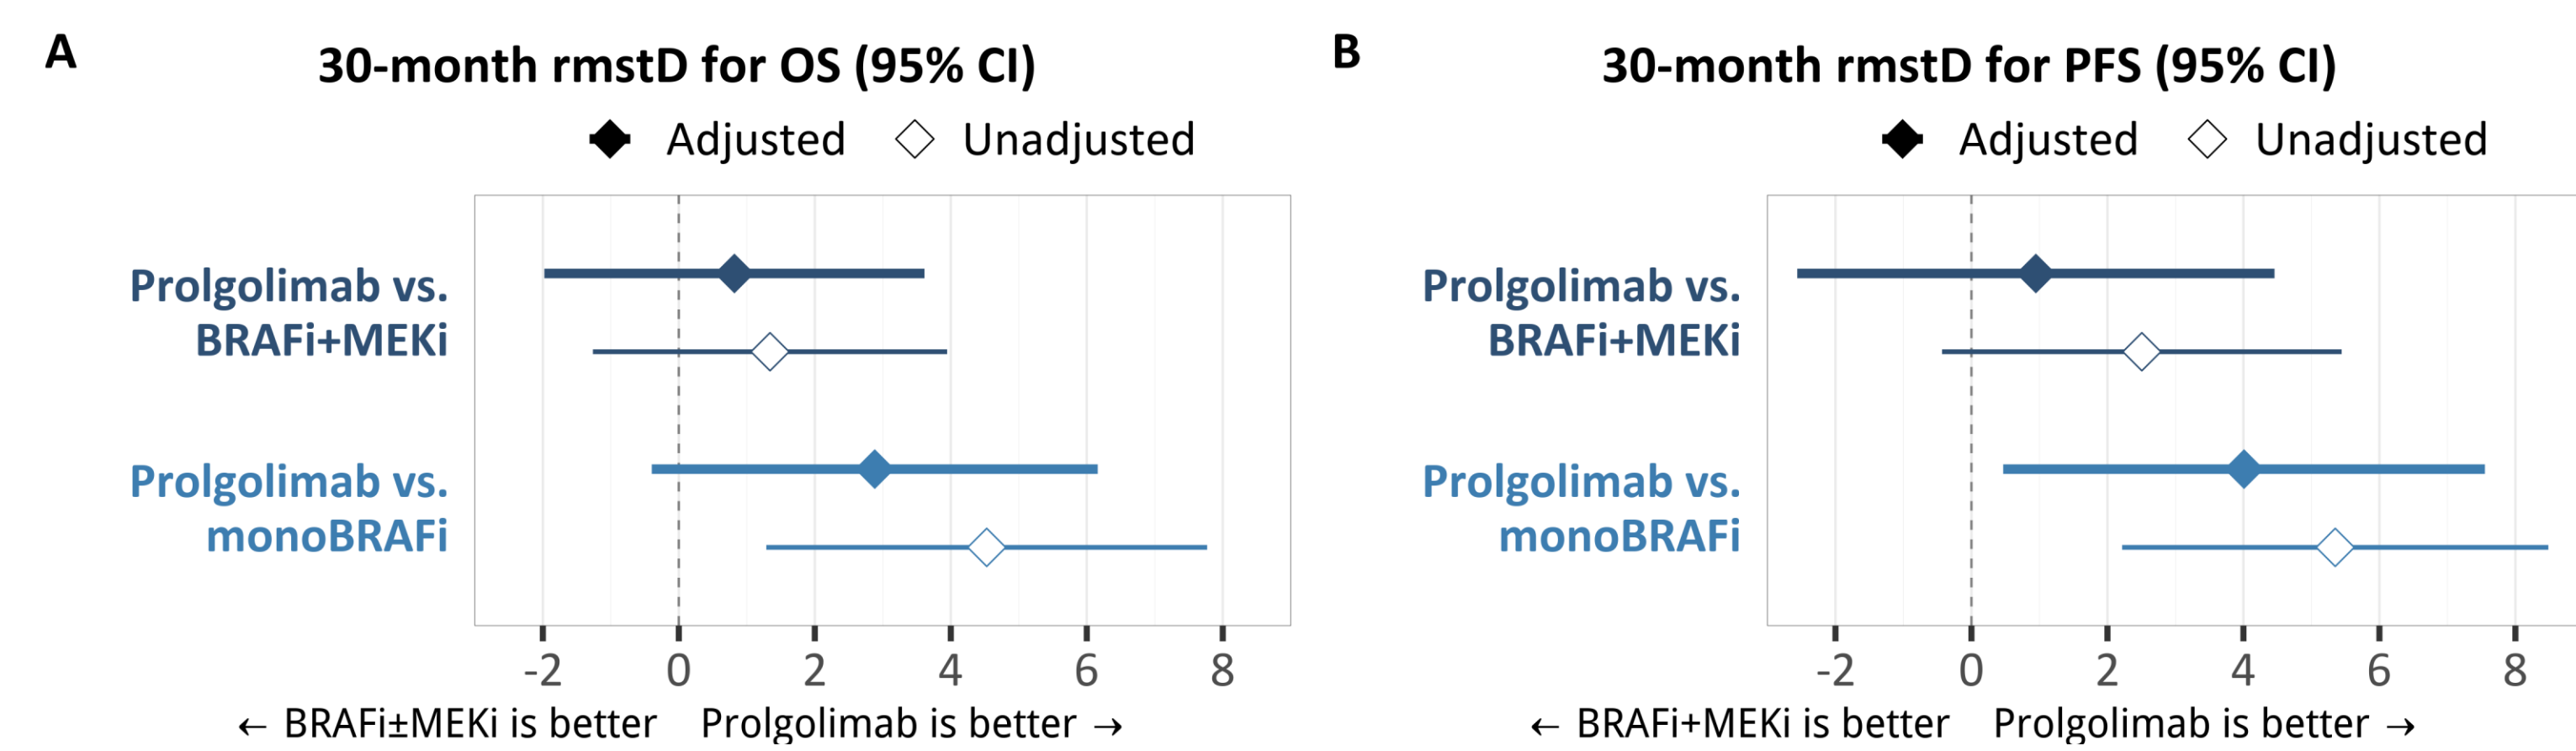 A
30-month rmstD for OS (95% CI)
Adjusted Unadjusted
Prolgolimab vs.
BRAFi+MEKi
Prolgolimab vs.
monoBRAFi
-2 0 2 4 6 8
← BRAFi±MEKi is better Prolgolimab is better →
B
30-month rmstD for PFS (95% CI)
Adjusted Unadjusted
Prolgolimab vs.
BRAFi+MEKi
Prolgolimab vs.
monoBRAFi
-2 0 2 4 6 8
← BRAFi+MEKi is better Prolgolimab is better →